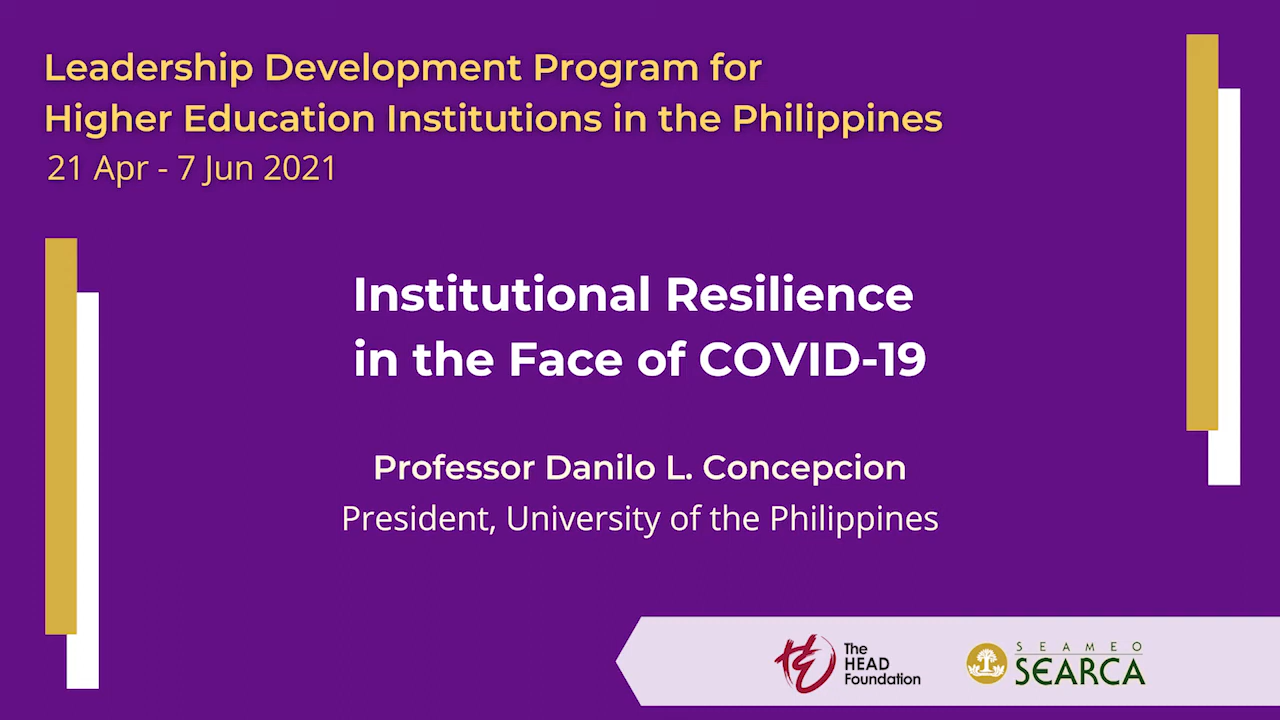 Leadership Development Program for
Higher Education Institutions in the Philippines
21 Apr - 7 Jun 2021
Institutional Resilience
in the Face of COVID-19
Professor Danilo L. Concepcion
President, University of the Philippines
The
HEAD
Foundation
SEAMEO
SEARCA